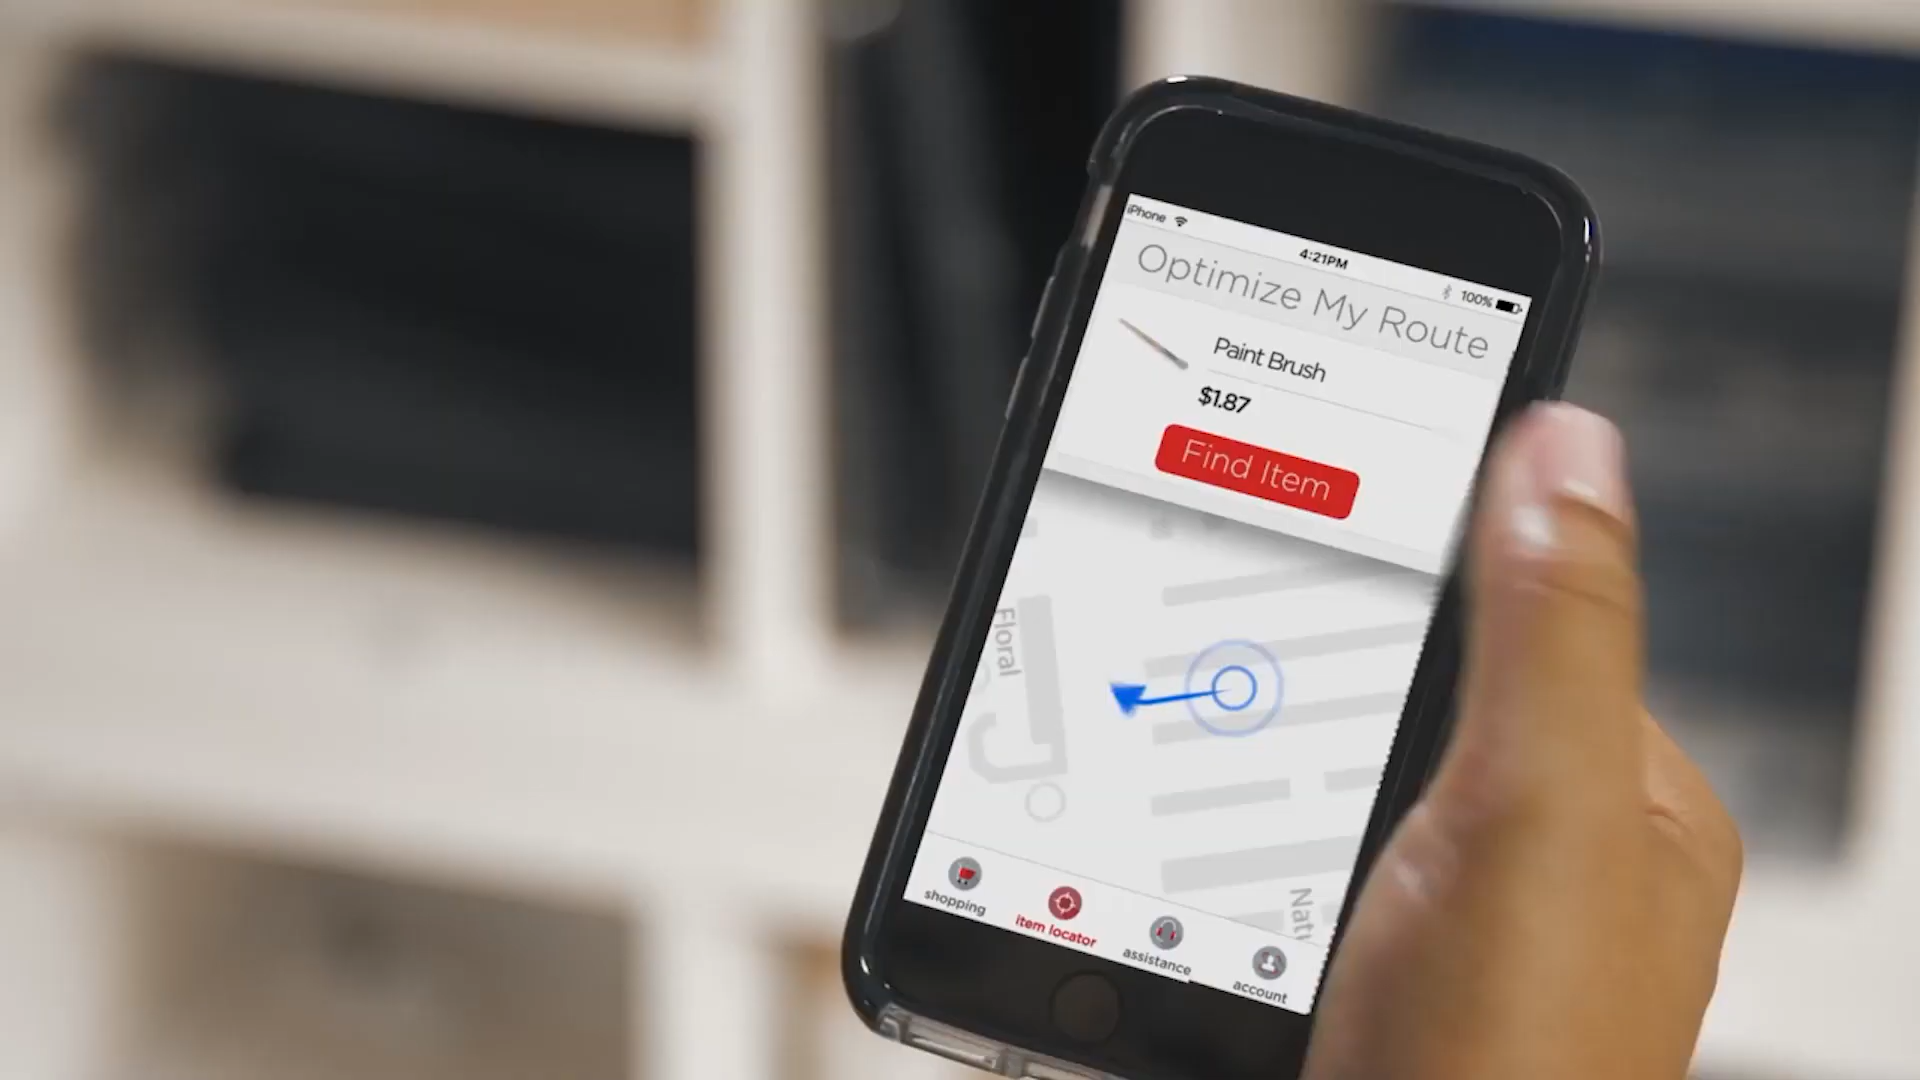 iPhone
4:21PM
100%
Optimize My Route
Paint Brush
$1.87
Find Item
Floral
Nat
shopping
item locator
assistance
account